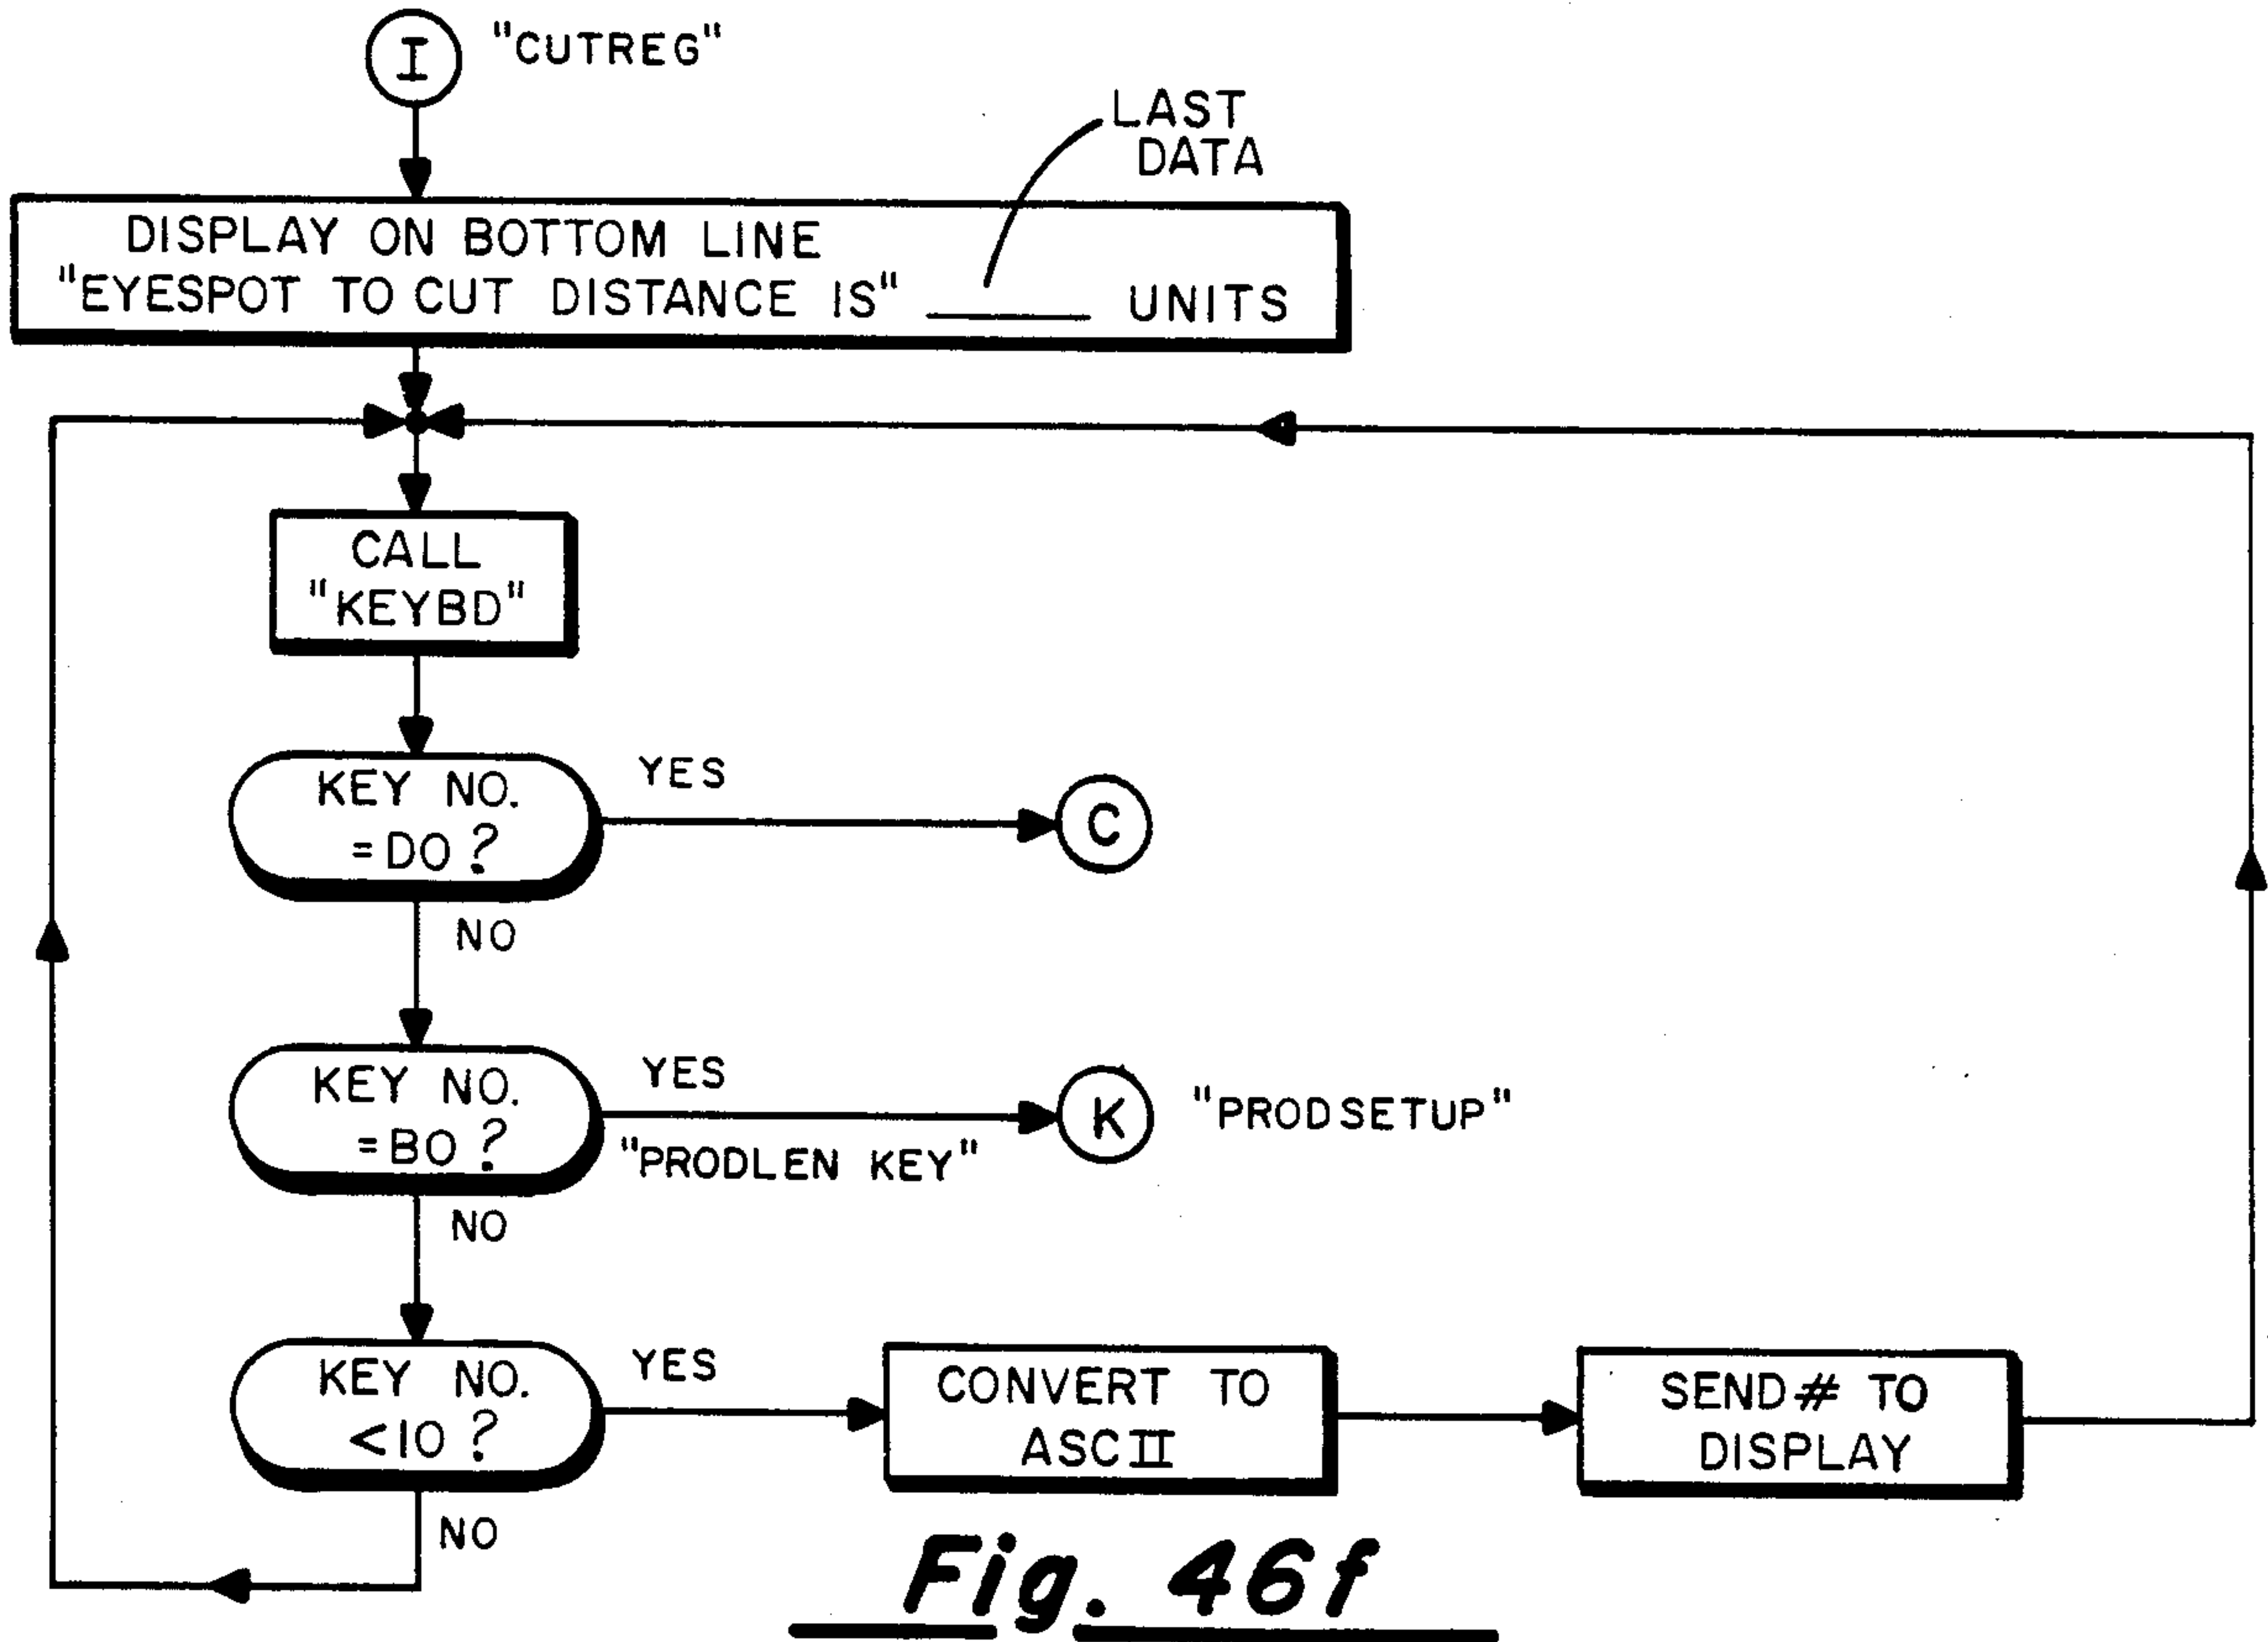 I "CUTREG"
LAST
DATA
DISPLAY ON BOTTOM LINE
"EYESPOT TO CUT DISTANCE IS" ______ UNITS
CALL
"KEYBD"
KEY NO.
=DO?
YES
C
NO
KEY NO.
=BO?
YES
"PRODLEN KEY"
K
"PRODSETUP"
NO
KEY NO.
<10?
YES
CONVERT TO
ASCII
SEND # TO
DISPLAY
NO
Fig. 46f